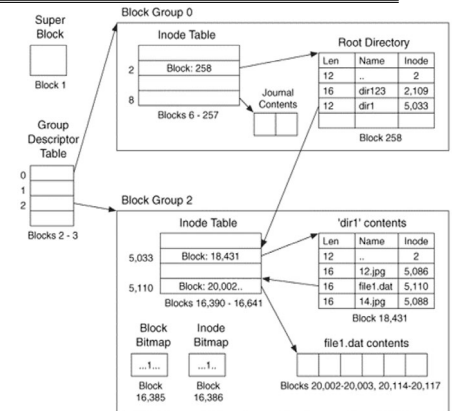 Super
Block
Block 1
Group
Descriptor
Table
0
1
2
Blocks 2 - 3
Block Group 0
Inode Table
2
Block: 258
8
Blocks 6 - 257
Journal
Contents
Root Directory
Len Name Inode
12 .. 2
16 dir123 2,109
12 dir1 5,033
Block 258
Block Group 2
Inode Table
5,033
Block: 18,431
5,110
Block: 20,002..
Blocks 16,390 - 16,641
'dir1' contents
Len Name Inode
12 .. 2
16 12.jpg 5,086
16 file1.dat 5,110
16 14.jpg 5,088
Block 18,431
Block
Bitmap
...1...
Block
16,385
Inode
Bitmap
...1..
Block
16,386
file1.dat contents
Blocks 20,002-20,003, 20,114-20,117